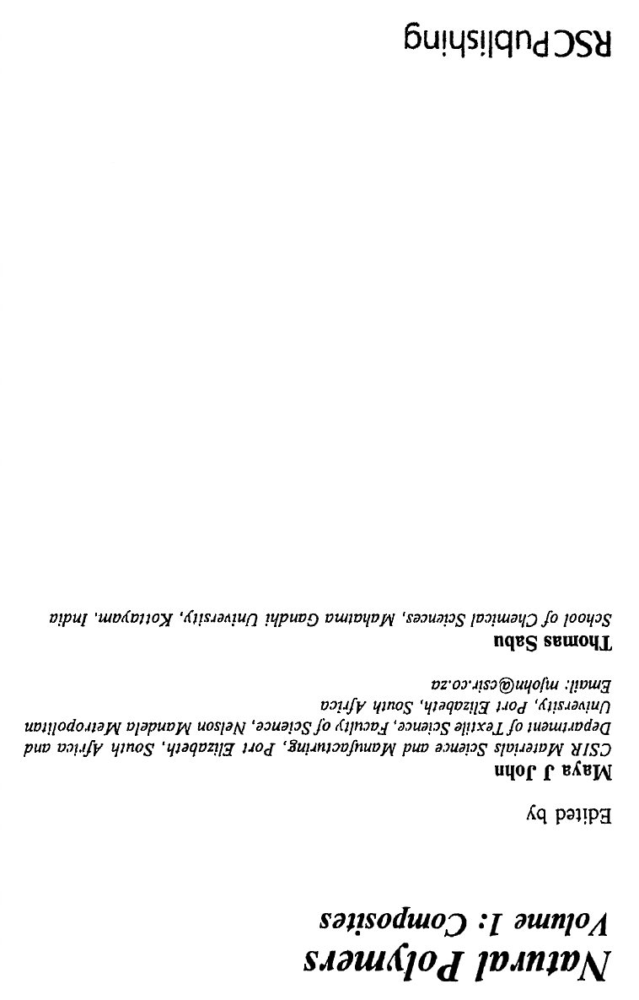 Natural Polymers
Volume 1: Composites
Edited by
Maya J John
CSIR Materials Science and Manufacturing, Port Elizabeth, South Africa and
Department of Textile Science, Faculty of Science, Nelson Mandela Metropolitan
University, Port Elizabeth, South Africa
Email: mjohn@csir.co.za
Thomas Sabu
School of Chemical Sciences, Mahatma Gandhi University, Kottayam, India
RSCPublishing